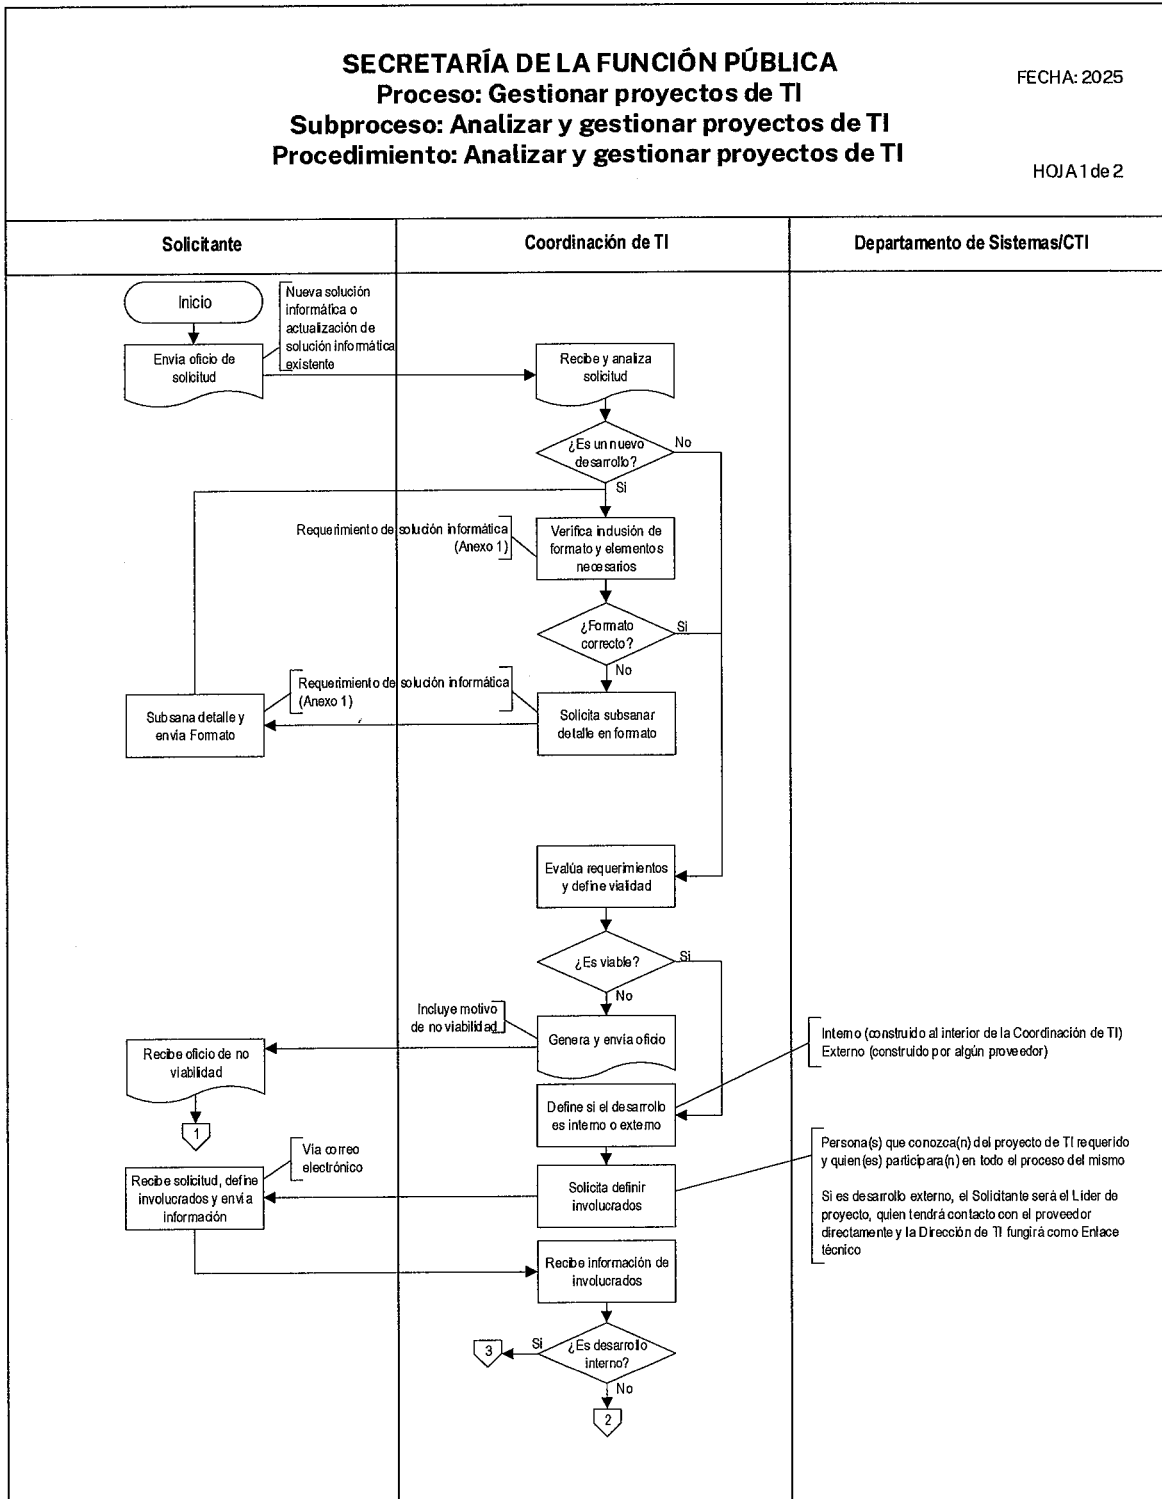 SECRETARÍA DE LA FUNCIÓN PÚBLICA
Proceso: Gestionar proyectos de TI
Subproceso: Analizar y gestionar proyectos de TI
Procedimiento: Analizar y gestionar proyectos de TI
FECHA: 2025
HOJA 1 de 2
Solicitante
Coordinación de TI
Departamento de Sistemas/CTI
Inicio
Nueva solución
informática o
actualización de
solución informática
existente
Envía oficio de
solicitud
Recibe y analiza
solicitud
¿Es un nuevo
desarrollo?
No
Si
Requerimiento de solución informática
(Anexo 1)
Verifica indusión de
formato y elementos
necesarios
¿Formato
correcto?
Si
No
Requerimiento de solución informática
(Anexo 1)
Subsana detalle y
envía Formato
Solicita subsanar
detalle en formato
Evalúa requerimientos
y define vialidad
¿Es viable?
Si
No
Incluye motivo
de no viabilidad
Genera y envía oficio
Recibe oficio de no
viabilidad
1
Interno (construido al interior de la Coordinación de TI)
Externo (construido por algún proveedor)
Define si el desarrollo
es interno o externo
Vía correo
electrónico
Recibe solicitud, define
involucrados y envía
información
Solicita definir
involucrados
Persona(s) que conozca(n) del proyecto de TI requerido
y quien(es) participara(n) en todo el proceso del mismo
Si es desarrollo externo, el Solicitante será el Líder de
proyecto, quien tendrá contacto con el proveedor
directamente y la Dirección de TI fungirá como Enlace
técnico
Recibe información de
involucrados
¿Es desarrollo
interno?
Si
3
No
2